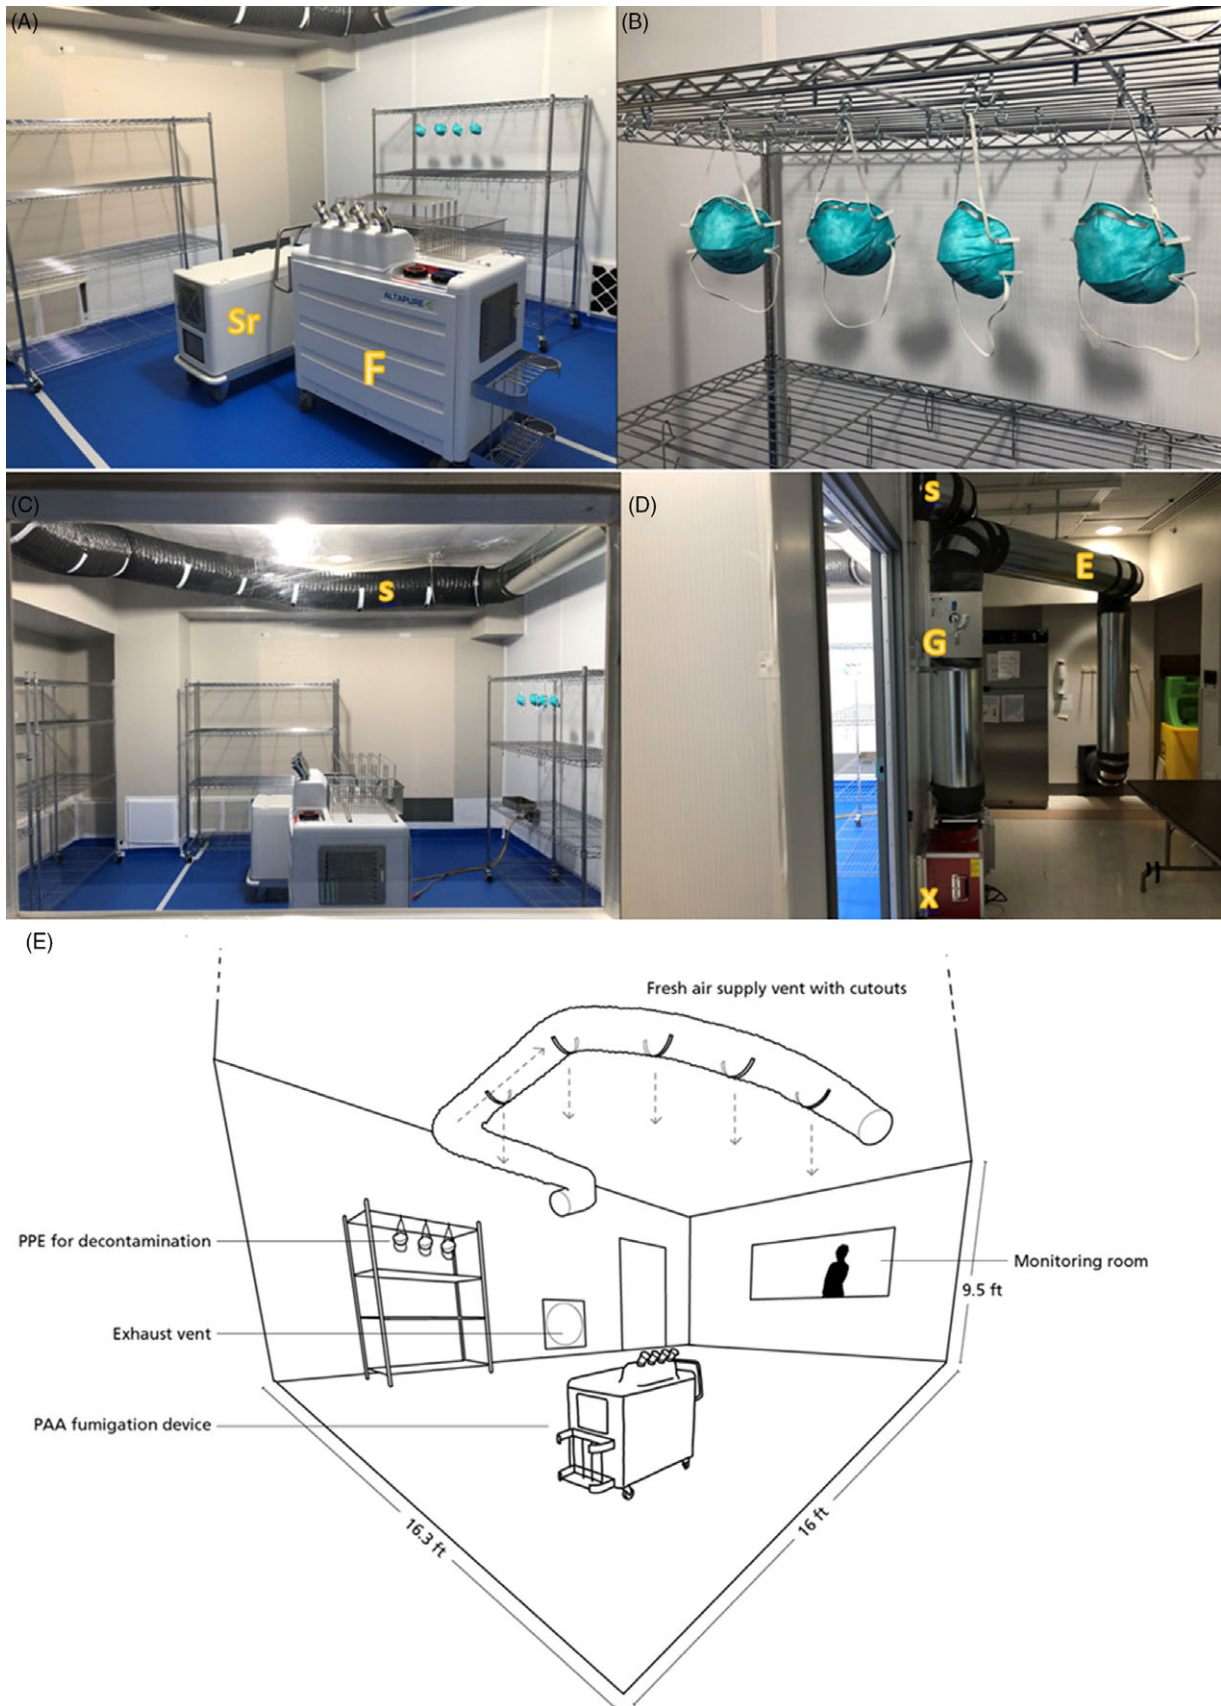 (A)
(B)
ALTAPURE
Sr
F
(C)
(D)
S
S
E
G
X
(E)
Fresh air supply vent with cutouts
PPE for decontamination
Monitoring room
9.5 ft
Exhaust vent
PAA fumigation device
16.3 ft
16 ft